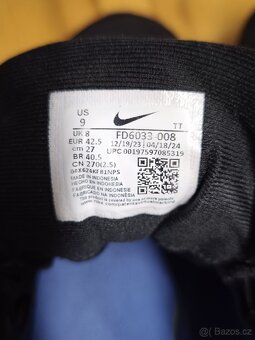 US
9
UK 8
EUR 42.5
cm 27
BR 40.5
CN 270(2.5)
FD6033-008
TT
12/19/23 04/18/24
UPC 00197597085319
MADE IN INDONESIA
HECHO EN INDONESIA
FABRIQUÉ EN INDONÉSIE
© Bazos.cz